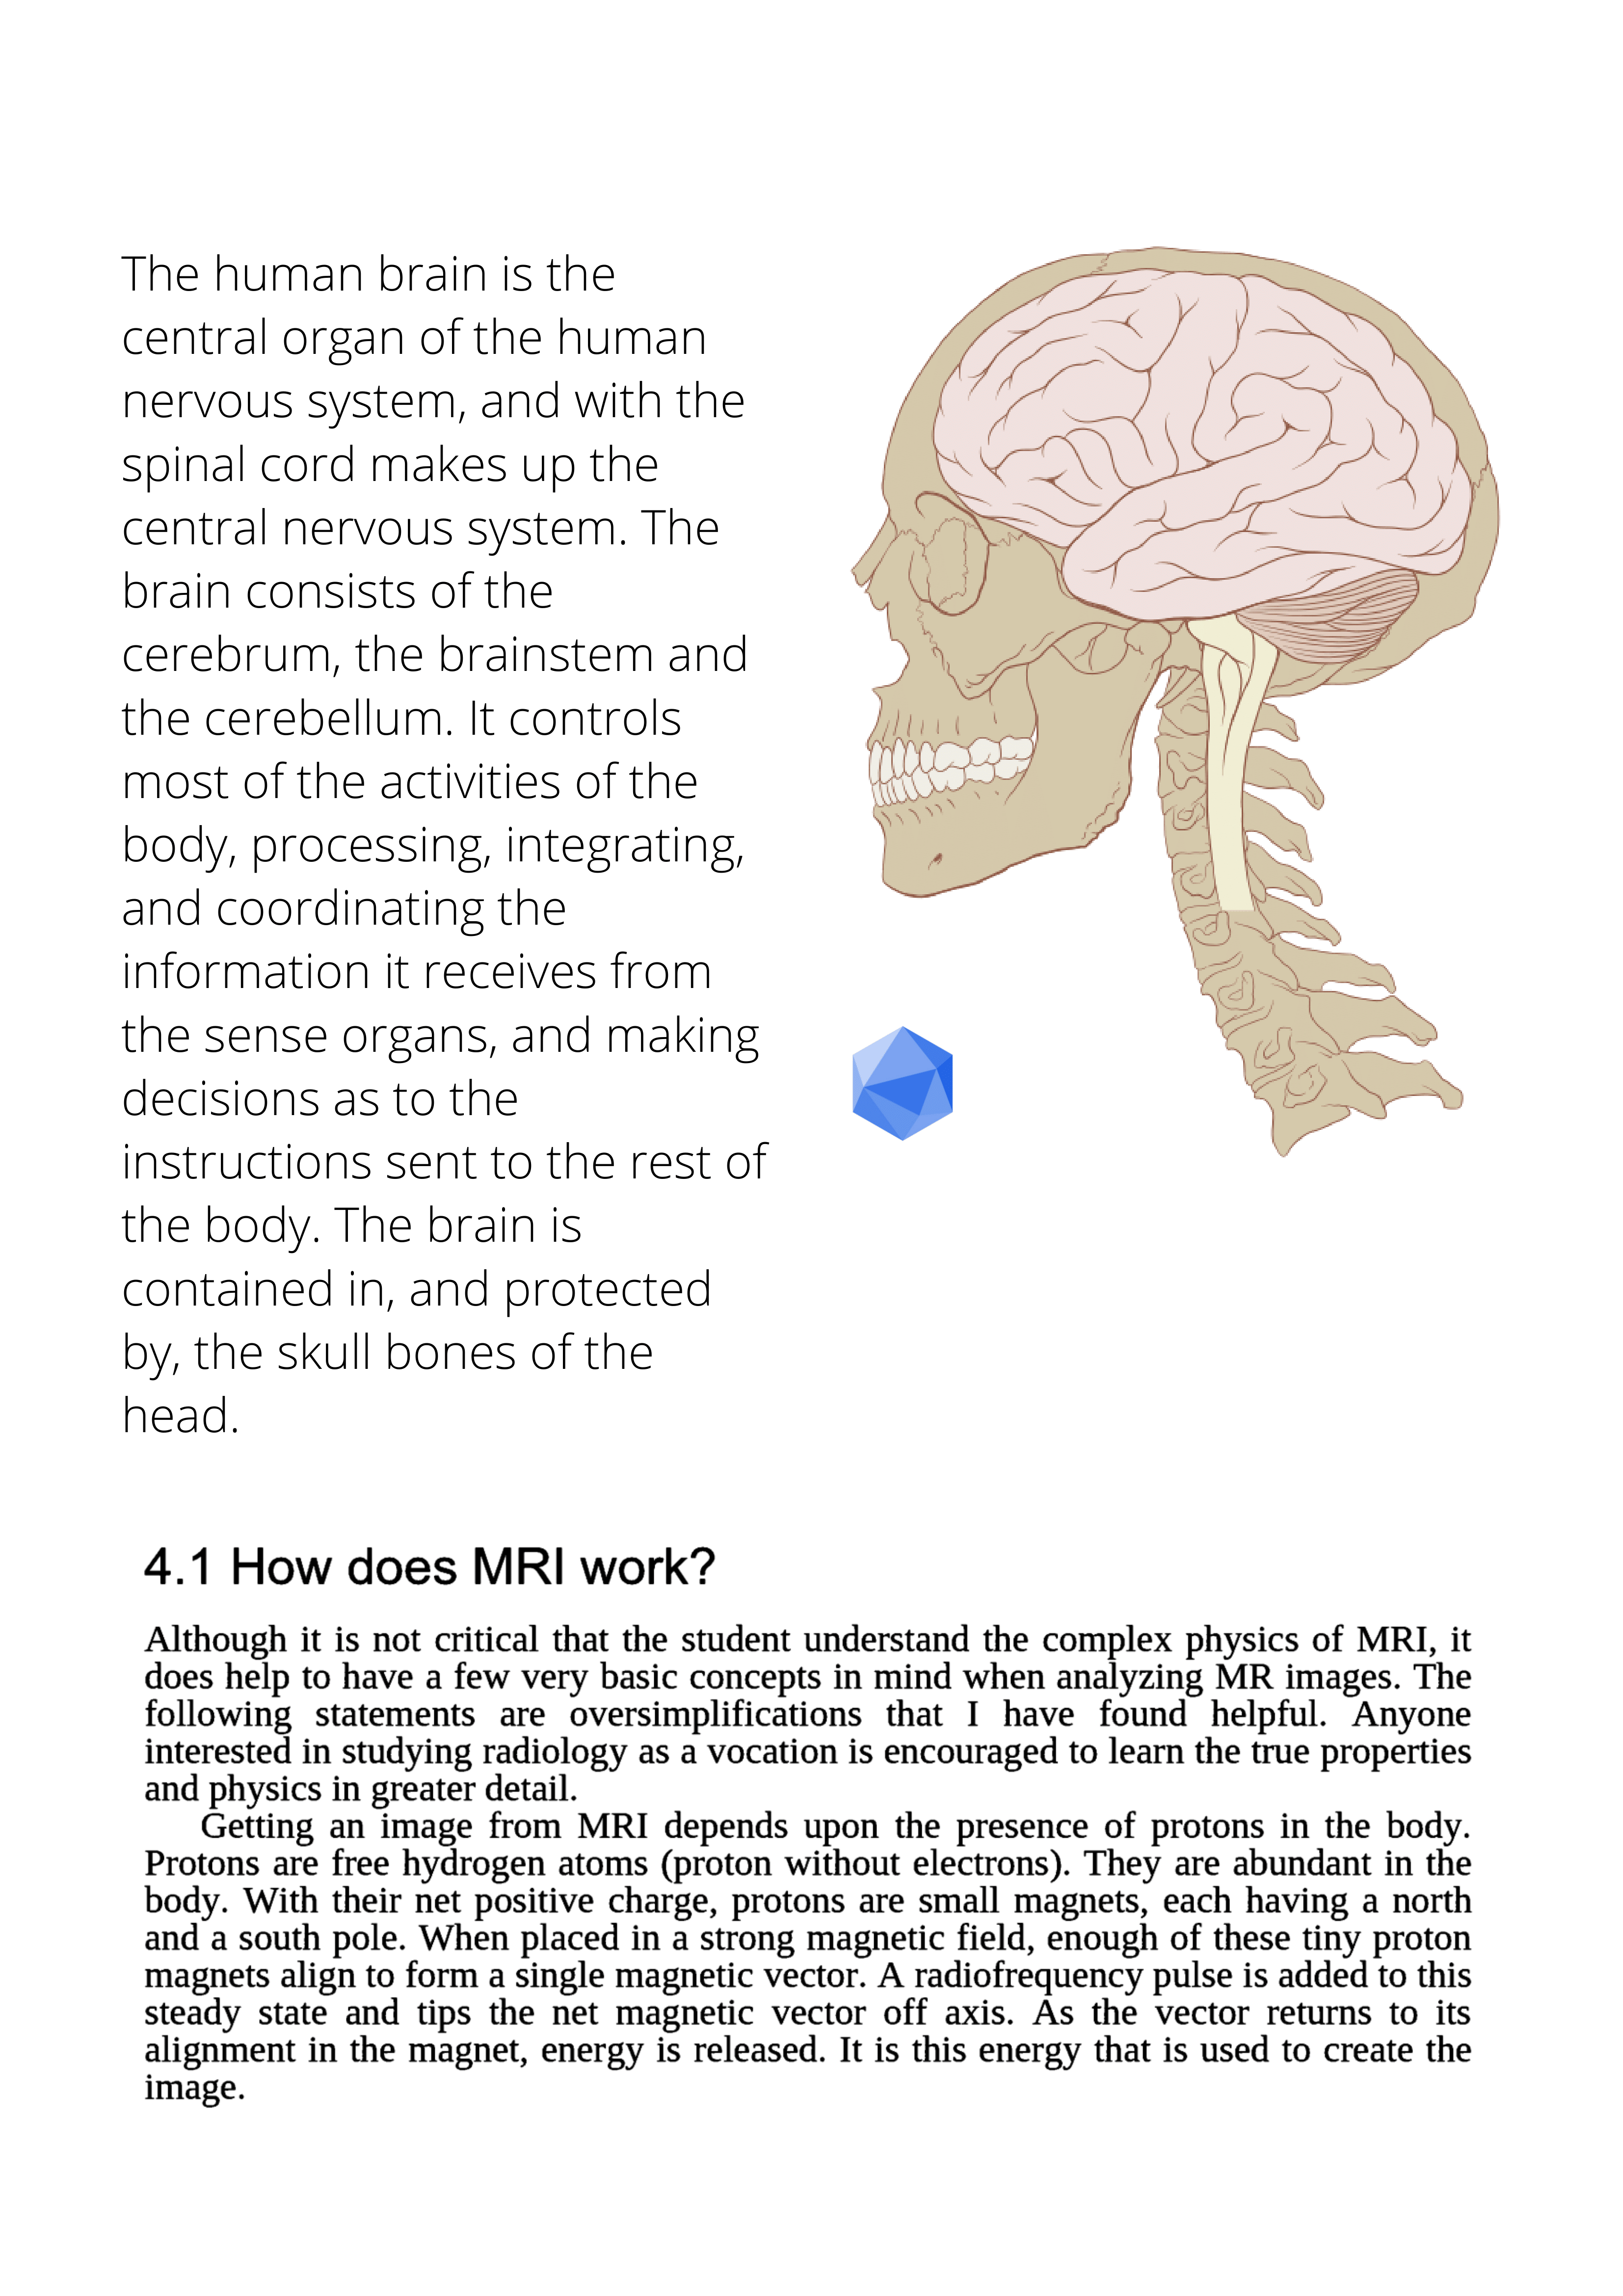 The human brain is the
central organ of the human
nervous system, and with the
spinal cord makes up the
central nervous system. The
brain consists of the
cerebrum, the brainstem and
the cerebellum. It controls
most of the activities of the
body, processing, integrating,
and coordinating the
information it receives from
the sense organs, and making
decisions as to the
instructions sent to the rest of
the body. The brain is
contained in, and protected
by, the skull bones of the
head.
4.1 How does MRI work?
Although it is not critical that the student understand the complex physics of MRI, it
does help to have a few very basic concepts in mind when analyzing MR images. The
following statements are oversimplifications that I have found helpful. Anyone
interested in studying radiology as a vocation is encouraged to learn the true properties
and physics in greater detail.
Getting an image from MRI depends upon the presence of protons in the body.
Protons are free hydrogen atoms (proton without electrons). They are abundant in the
body. With their net positive charge, protons are small magnets, each having a north
and a south pole. When placed in a strong magnetic field, enough of these tiny proton
magnets align to form a single magnetic vector. A radiofrequency pulse is added to this
steady state and tips the net magnetic vector off axis. As the vector returns to its
alignment in the magnet, energy is released. It is this energy that is used to create the
image.